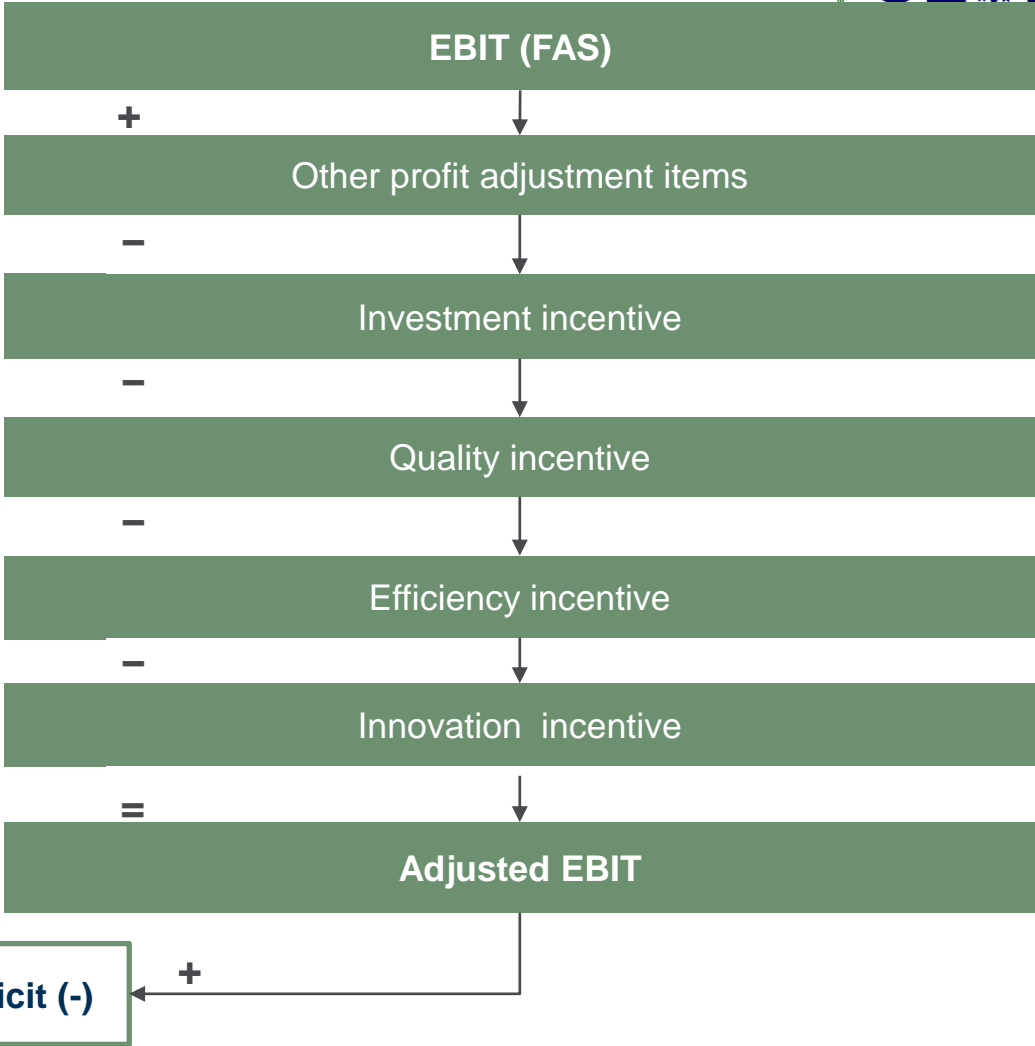 EBIT (FAS)
+
Other profit adjustment items
−
Investment incentive
−
Quality incentive
−
Efficiency incentive
−
Innovation  incentive
=
Adjusted EBIT
+
icit (-)